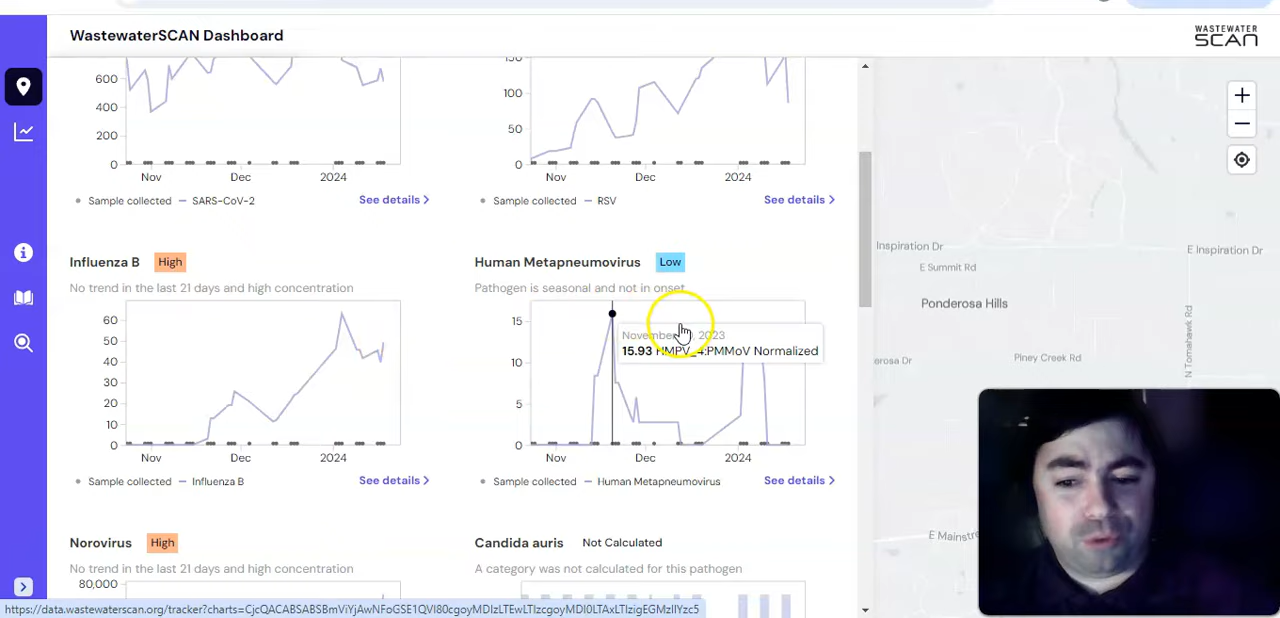 WastewaterSCAN Dashboard
WASTEWATER
SCAN
600
400
200
0
Nov Dec 2024
Sample collected SARS-CoV-2 See details
150
100
50
0
Nov Dec 2024
Sample collected RSV See details
Influenza B High
No trend in the last 21 days and high concentration
60
50
40
30
20
10
0
Nov Dec 2024
Sample collected Influenza B See details
Human Metapneumovirus Low
Pathogen is seasonal and not in onset
15
10
5
0
2023
15.93 HMPV_4:PMMoV Normalized
Nov Dec 2024
Sample collected Human Metapneumovirus See details
Norovirus High
No trend in the last 21 days and high concentration
80,000
Candida auris Not Calculated
A category was not calculated for this pathogen
Inspiration Dr
E Inspiration Dr
E Summit Rd
Ponderosa Hills
Piney Creek Rd
N Tomahawk Rd
E Mainstre